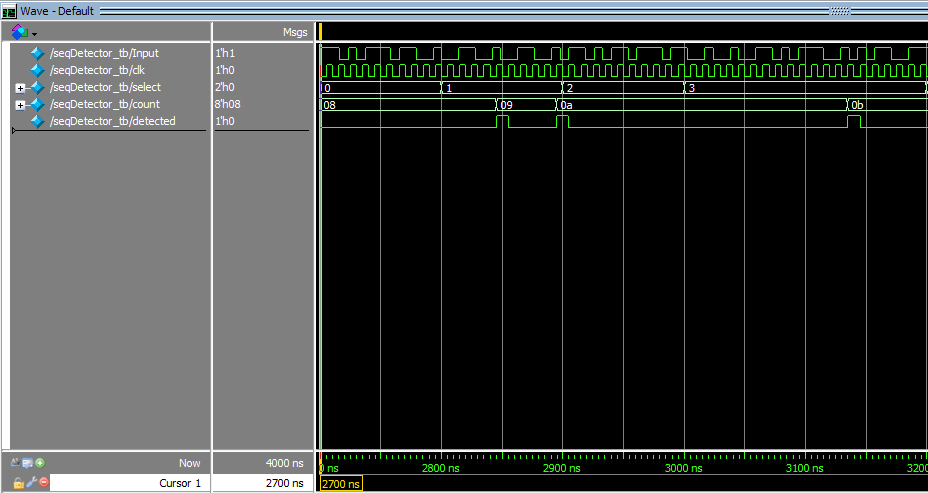 Wave - Default
Msgs
/seqDetector_tb/Input 1'h1
/seqDetector_tb/clk 1'h0
/seqDetector_tb/select 2'h0 0 1 2 3
/seqDetector_tb/count 8'h08 08 09 0a 0b
/seqDetector_tb/detected 1'h0
Now 4000 ns ns 2800 ns 2900 ns 3000 ns 3100 ns 3200
Cursor 1 2700 ns 2700 ns